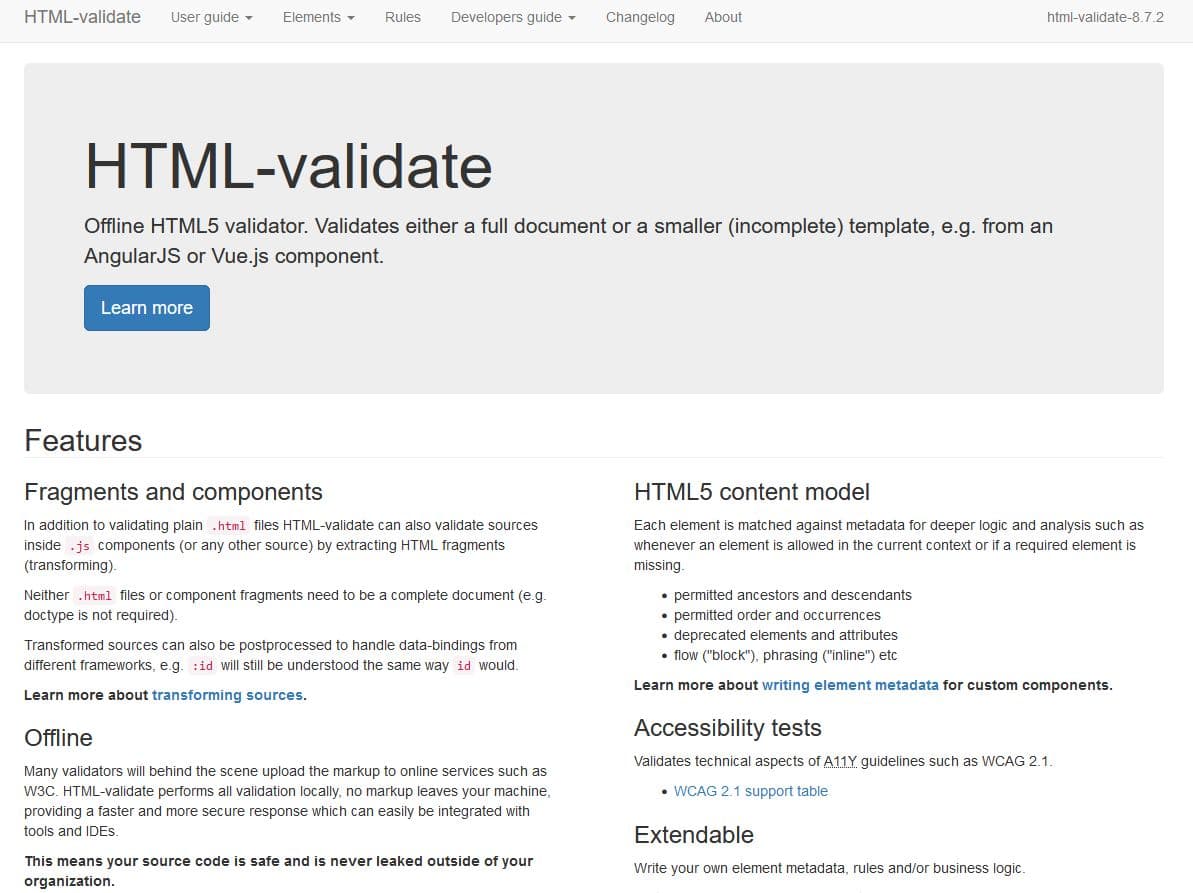 HTML-validate User guide Elements Rules Developers guide Changelog About html-validate-8.7.2
HTML-validate
Offline HTML5 validator. Validates either a full document or a smaller (incomplete) template, e.g. from an
AngularJS or Vue.js component.
Learn more
Features
Fragments and components
In addition to validating plain .html files HTML-validate can also validate sources
inside .js components (or any other source) by extracting HTML fragments
(transforming).
Neither .html files or component fragments need to be a complete document (e.g.
doctype is not required).
Transformed sources can also be postprocessed to handle data-bindings from
different frameworks, e.g. :id will still be understood the same way id would.
Learn more about transforming sources.
Offline
Many validators will behind the scene upload the markup to online services such as
W3C. HTML-validate performs all validation locally, no markup leaves your machine,
providing a faster and more secure response which can easily be integrated with
tools and IDEs.
This means your source code is safe and is never leaked outside of your
organization.
HTML5 content model
Each element is matched against metadata for deeper logic and analysis such as
whenever an element is allowed in the current context or if a required element is
missing.
• permitted ancestors and descendants
• permitted order and occurrences
• deprecated elements and attributes
• flow ("block"), phrasing ("inline") etc
Learn more about writing element metadata for custom components.
Accessibility tests
Validates technical aspects of A11Y guidelines such as WCAG 2.1.
• WCAG 2.1 support table
Extendable
Write your own element metadata, rules and/or business logic.